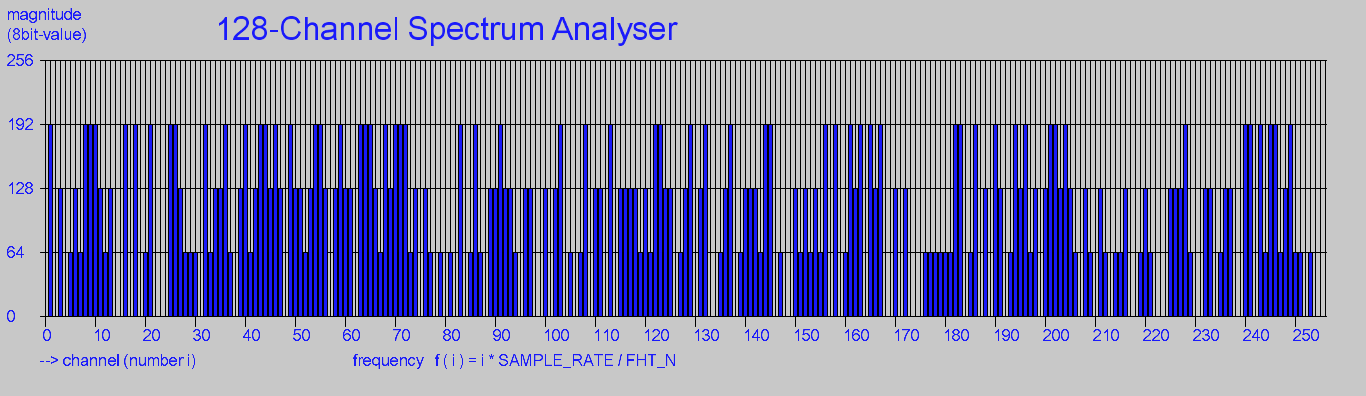 magnitude
(8bit-value)
128-Channel Spectrum Analyser
256
192
128
64
0
0 10 20 30 40 50 60 70 80 90 100 110 120 130 140 150 160 170 180 190 200 210 220 230 240 250
--> channel (number i) frequency f ( i ) = i * SAMPLE_RATE / FHT_N